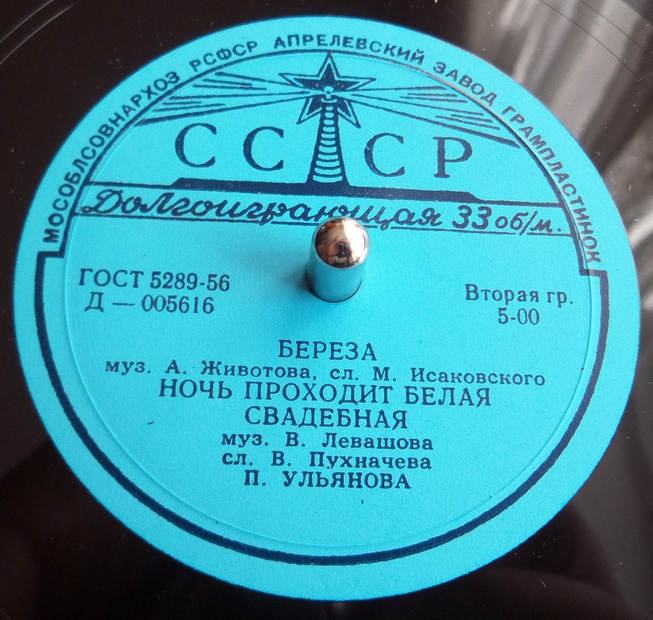 МОСОБЛСОВНАРХОЗ РСФСР АПРЕЛЕВСКИЙ ЗАВОД ГРАМПЛАСТИНОК
СССР
Долгоиграющая 33 об/м.
ГОСТ 5289-56
Д — 005616
Вторая гр.
5-00
БЕРЕЗА
муз. А. Животова, сл. М. Исаковского
НОЧЬ ПРОХОДИТ БЕЛАЯ
СВАДЕБНАЯ
муз. В. Левашова
сл. В. Пухначева
П. УЛЬЯНОВА